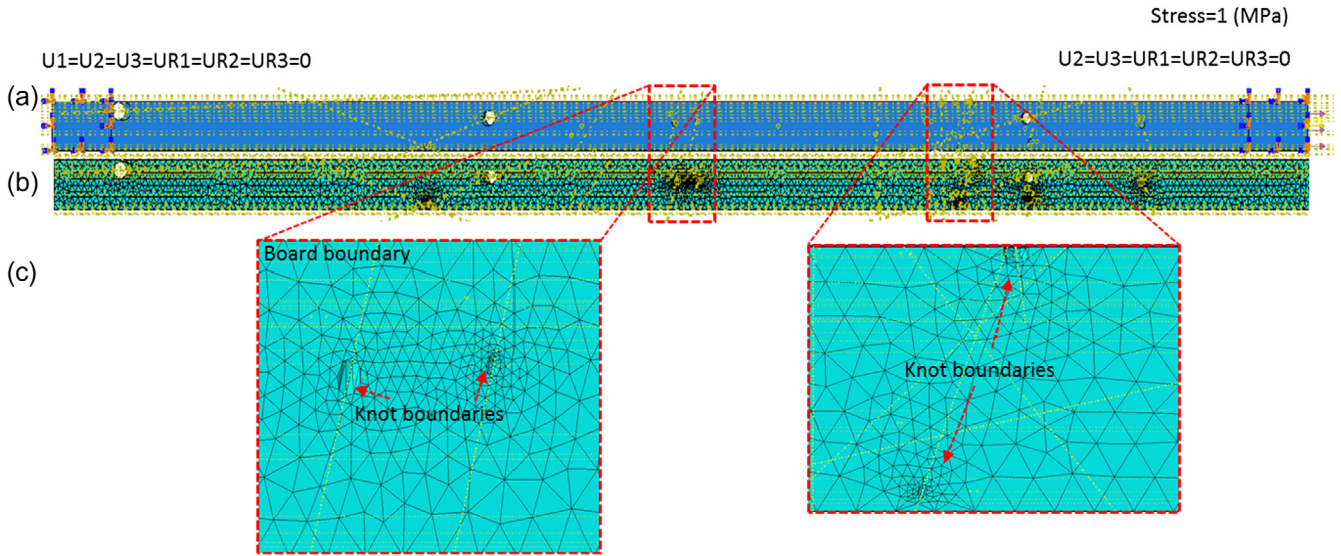 Stress=1 (MPa)
U1=U2=U3=UR1=UR2=UR3=0
U2=U3=UR1=UR2=UR3=0
(a)
(b)
(c)
Board boundary
Knot boundaries
Knot boundaries